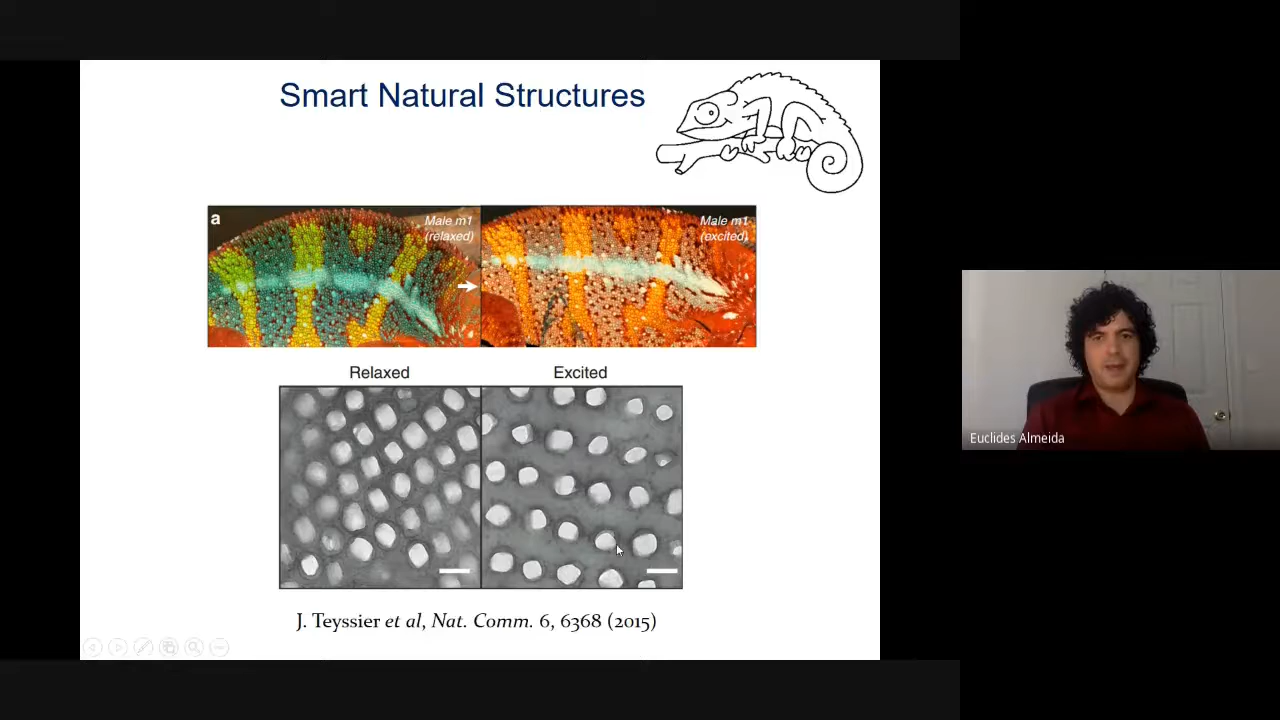 Smart Natural Structures
a
Male m1
(relaxed)
Male m1
(excited)
Relaxed
Excited
J. Teyssier et al, Nat. Comm. 6, 6368 (2015)
Euclides Almeida